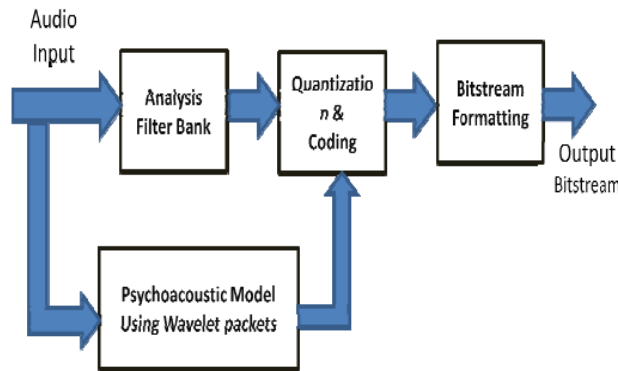 Audio
Input
Analysis
Filter Bank
Quantizatio
n &
Coding
Bitstream
Formatting
Output
Bitstream
Psychoacoustic Model
Using Wavelet packets